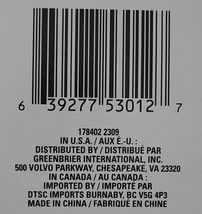 6 39277 53012 7
178402 2309
IN U.S.A. / AUX É.-U. :
DISTRIBUTED BY / DISTRIBUÉ PAR
GREENBRIER INTERNATIONAL, INC.
500 VOLVO PARKWAY, CHESAPEAKE, VA 23320
IN CANADA / AU CANADA :
IMPORTED BY / IMPORTÉ PAR
DTSC IMPORTS BURNABY, BC V5G 4P3
MADE IN CHINA / FABRIQUÉ EN CHINE